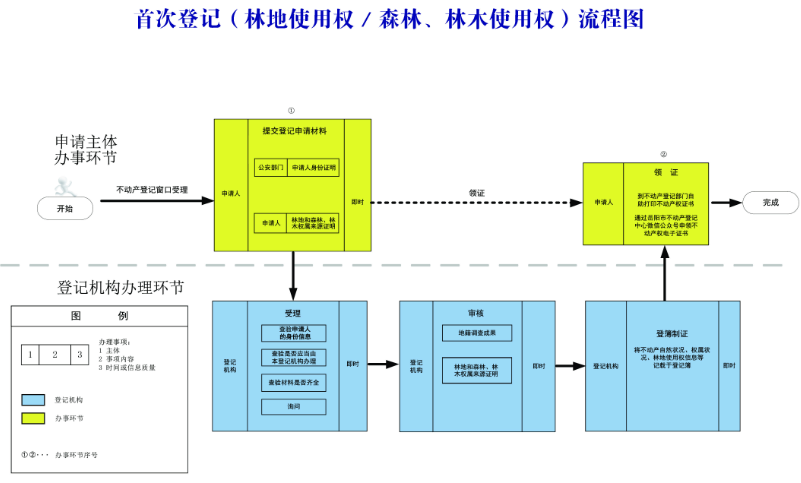 首次登记（林地使用权 / 森林、林木使用权）流程图
申请主体
办事环节
开始
不动产登记窗口受理
①
申请人
提交登记申请材料
公安部门
申请人身份证明
申请人
林地和森林、林
木权属来源证明
即时
领证
②
申请人
领 证
到不动产登记部门自
助打印不动产权证书
通过岳阳市不动产登记
中心微信公众号申领不
动产权电子证书
即时
完成
登记机构办理环节
图 例
1 2 3
办理事项：
1 主体
2 事项内容
3 时间或信息质量
登记机构
办事环节
①②··· 办事环节序号
登记
机构
受理
查验申请人
的身份信息
查验是否应当由
本登记机构办理
查验材料是否齐全
询问
即时
登记
机构
审核
地籍调查成果
林地和森林、林
木权属来源证明
即时
登记机构
登簿制证
将不动产自然状况、权属状
况、林地使用权信息等
记载于登记簿
即时